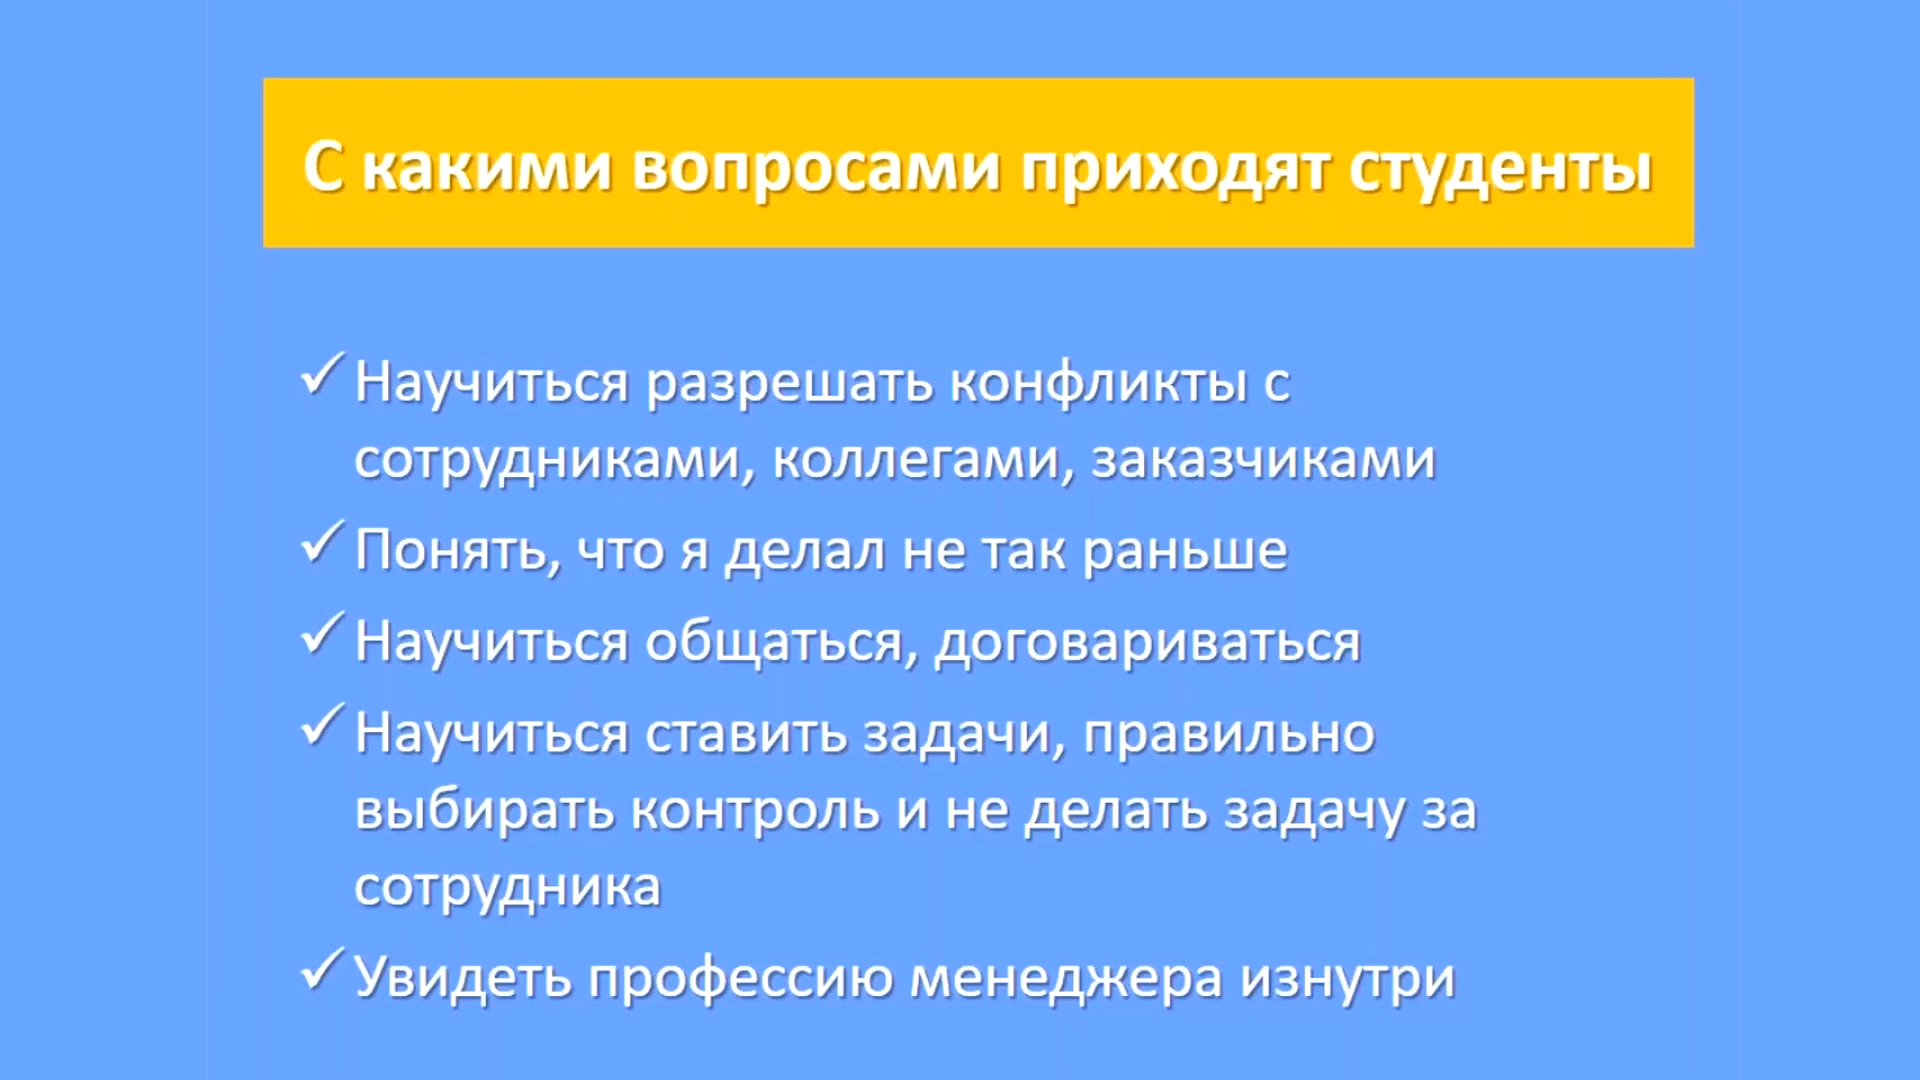 С какими вопросами приходят студенты
✓ Научиться разрешать конфликты с
сотрудниками, коллегами, заказчиками
✓ Понять, что я делал не так раньше
✓ Научиться общаться, договариваться
✓ Научиться ставить задачи, правильно
выбирать контроль и не делать задачу за
сотрудника
✓ Увидеть профессию менеджера изнутри